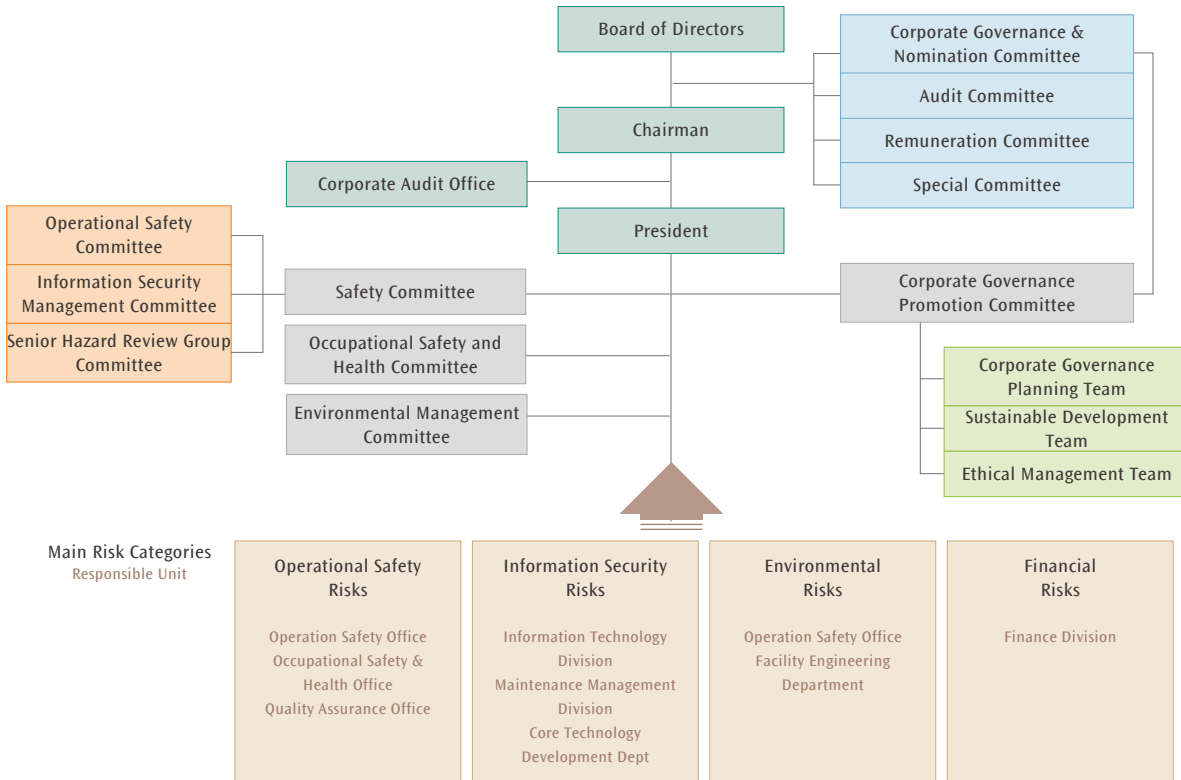 Board of Directors
Corporate Governance &
Nomination Committee
Audit Committee
Chairman
Remuneration Committee
Corporate Audit Office
Special Committee
Operational Safety
Committee
President
Information Security
Management Committee
Safety Committee
Corporate Governance
Promotion Committee
Senior Hazard Review Group
Committee
Occupational Safety and
Health Committee
Corporate Governance
Planning Team
Environmental Management
Committee
Sustainable Development
Team
Ethical Management Team
Main Risk Categories
Responsible Unit
Operational Safety
Risks
Operation Safety Office
Occupational Safety &
Health Office
Quality Assurance Office
Information Security
Risks
Information Technology
Division
Maintenance Management
Division
Core Technology
Development Dept
Environmental
Risks
Operation Safety Office
Facility Engineering
Department
Financial
Risks
Finance Division